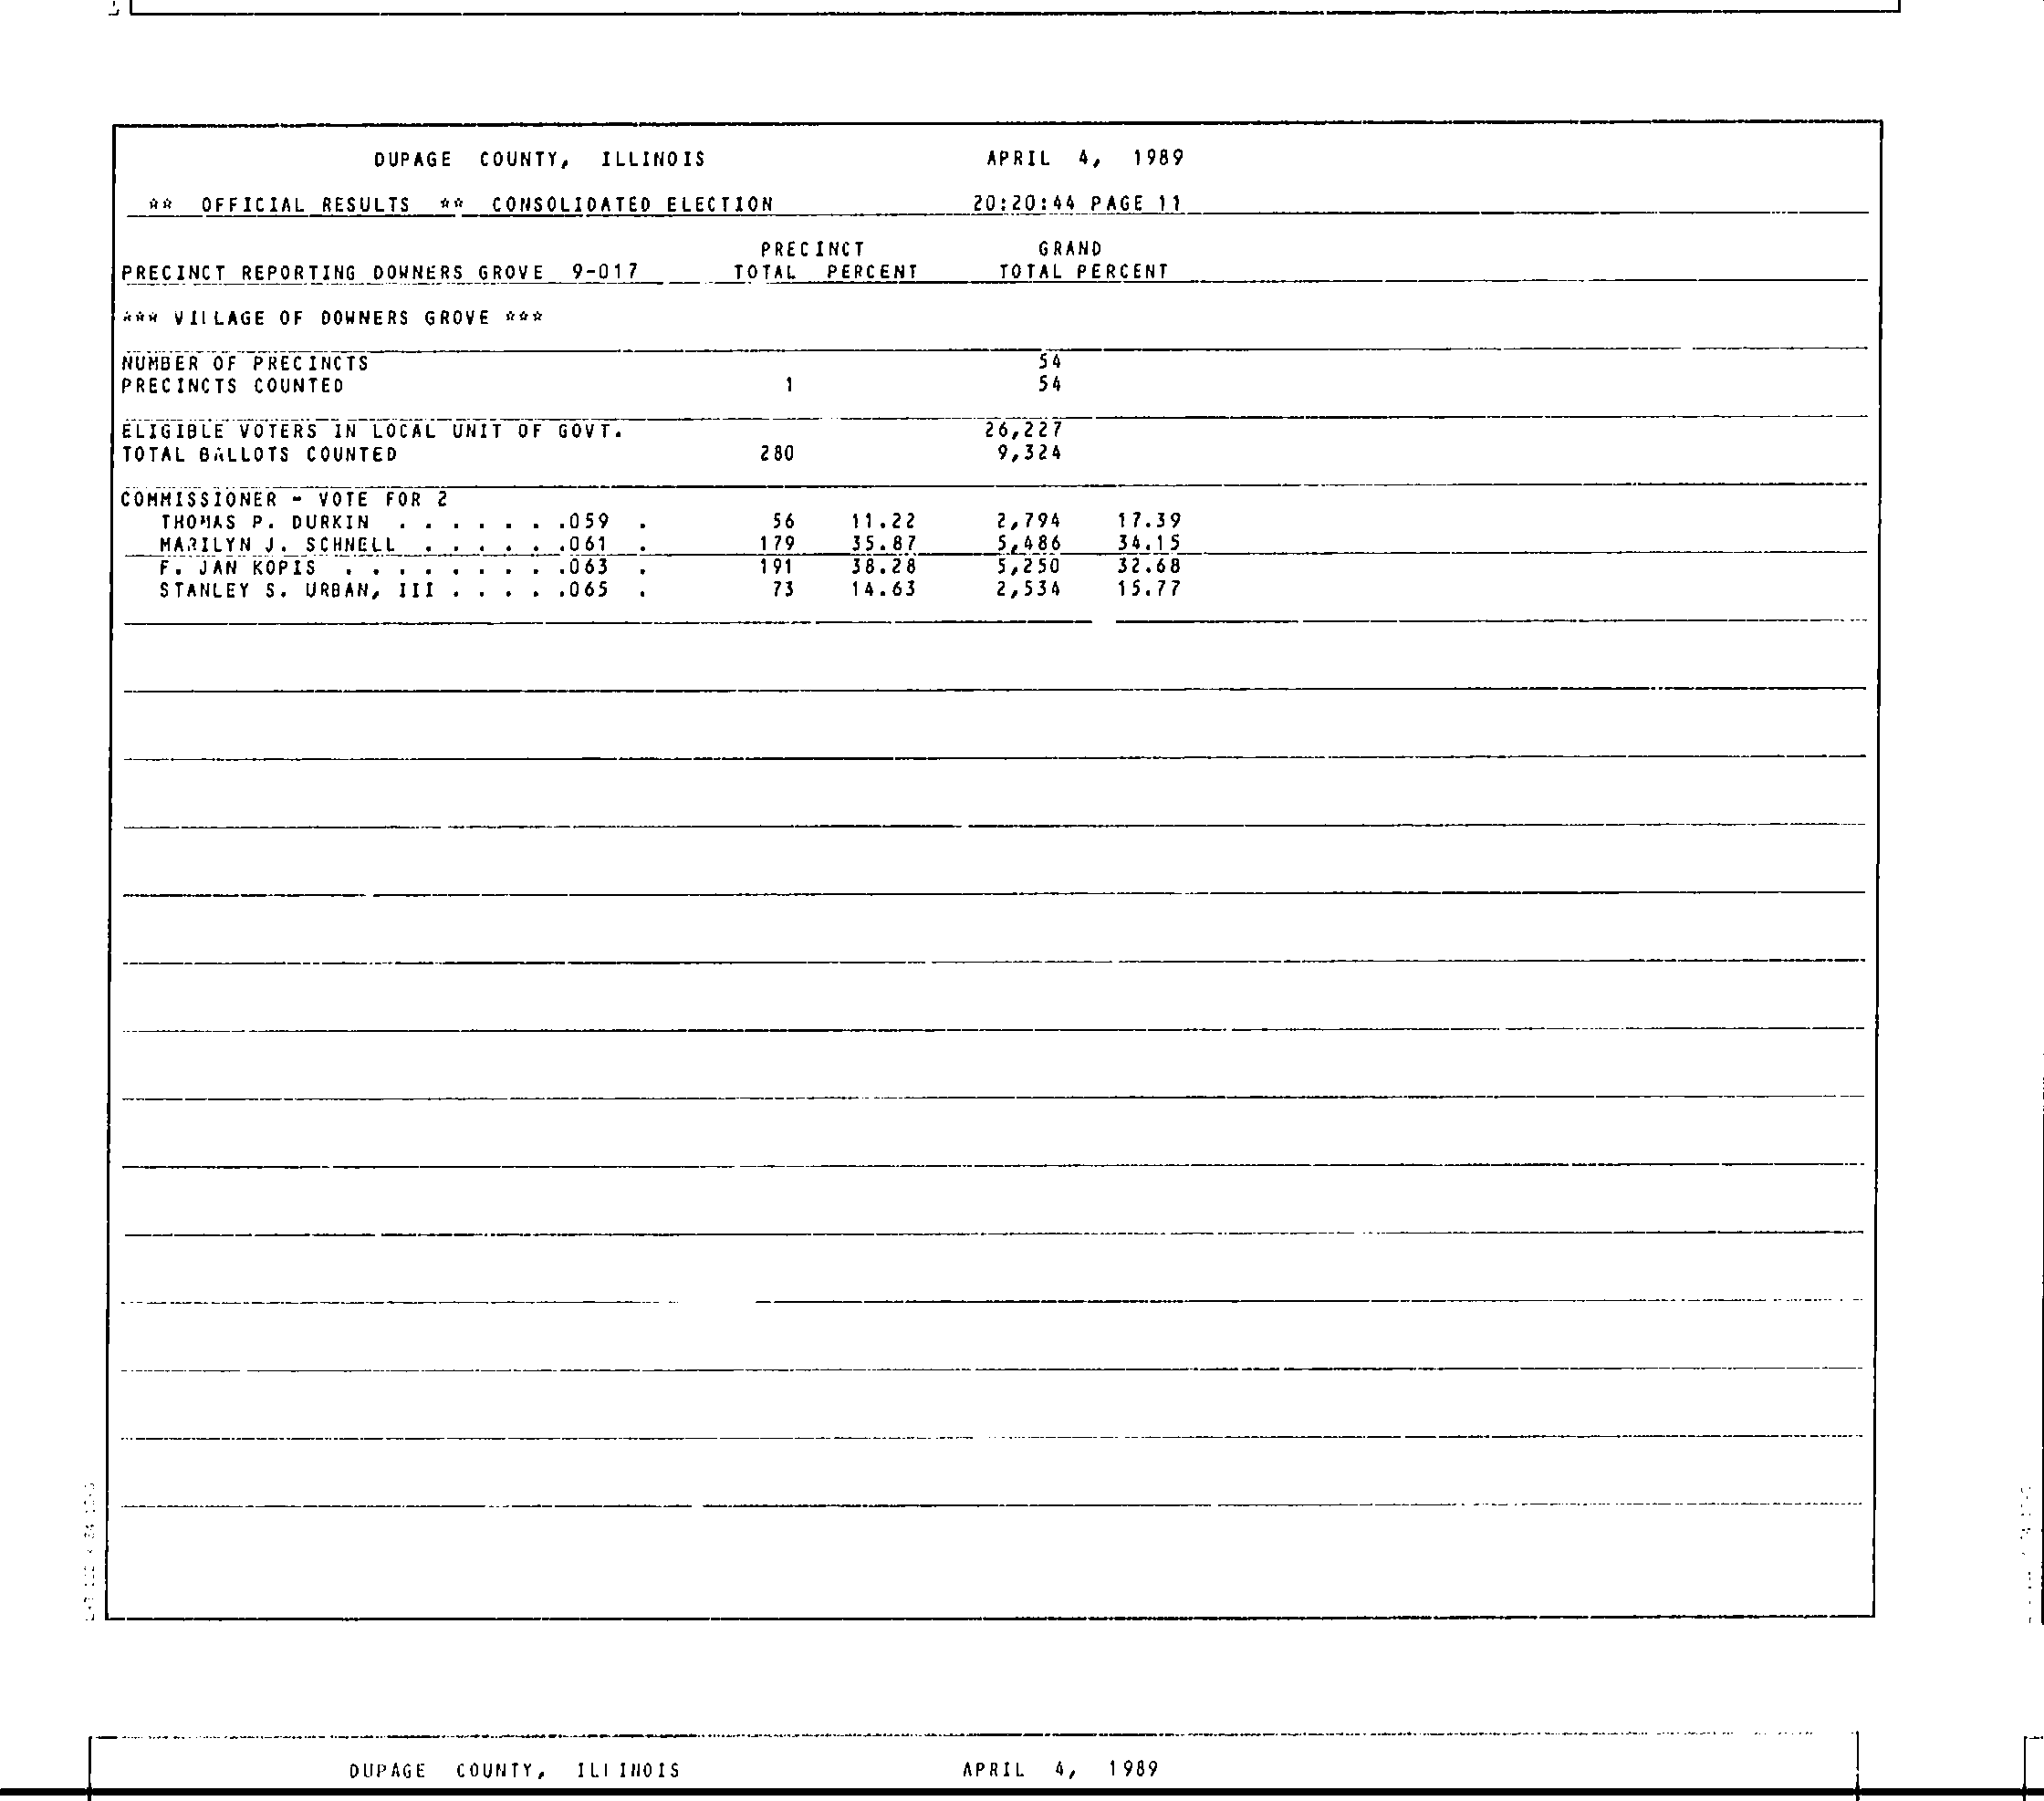 DUPAGE COUNTY, ILLINOIS APRIL 4, 1989
** OFFICIAL RESULTS ** CONSOLIDATED ELECTION 20:20:44 PAGE 11
PRECINCT GRAND
PRECINCT REPORTING DOWNERS GROVE 9-017 TOTAL PERCENT TOTAL PERCENT
*** VILLAGE OF DOWNERS GROVE ***
NUMBER OF PRECINCTS 54
PRECINCTS COUNTED 1 54
ELIGIBLE VOTERS IN LOCAL UNIT OF GOVT. 26,227
TOTAL BALLOTS COUNTED 280 9,324
COMMISSIONER - VOTE FOR 2
THOMAS P. DURKIN . . . . . . .059 . 56 11.22 2,794 17.39
MARILYN J. SCHNELL . . . . . .061 . 179 35.87 5,486 34.15
F. JAN KOPIS . . . . . . . . .063 . 191 38.28 5,250 32.68
STANLEY S. URBAN, III . . . . .065 . 73 14.63 2,534 15.77
DUPAGE COUNTY, ILLINOIS APRIL 4, 1989